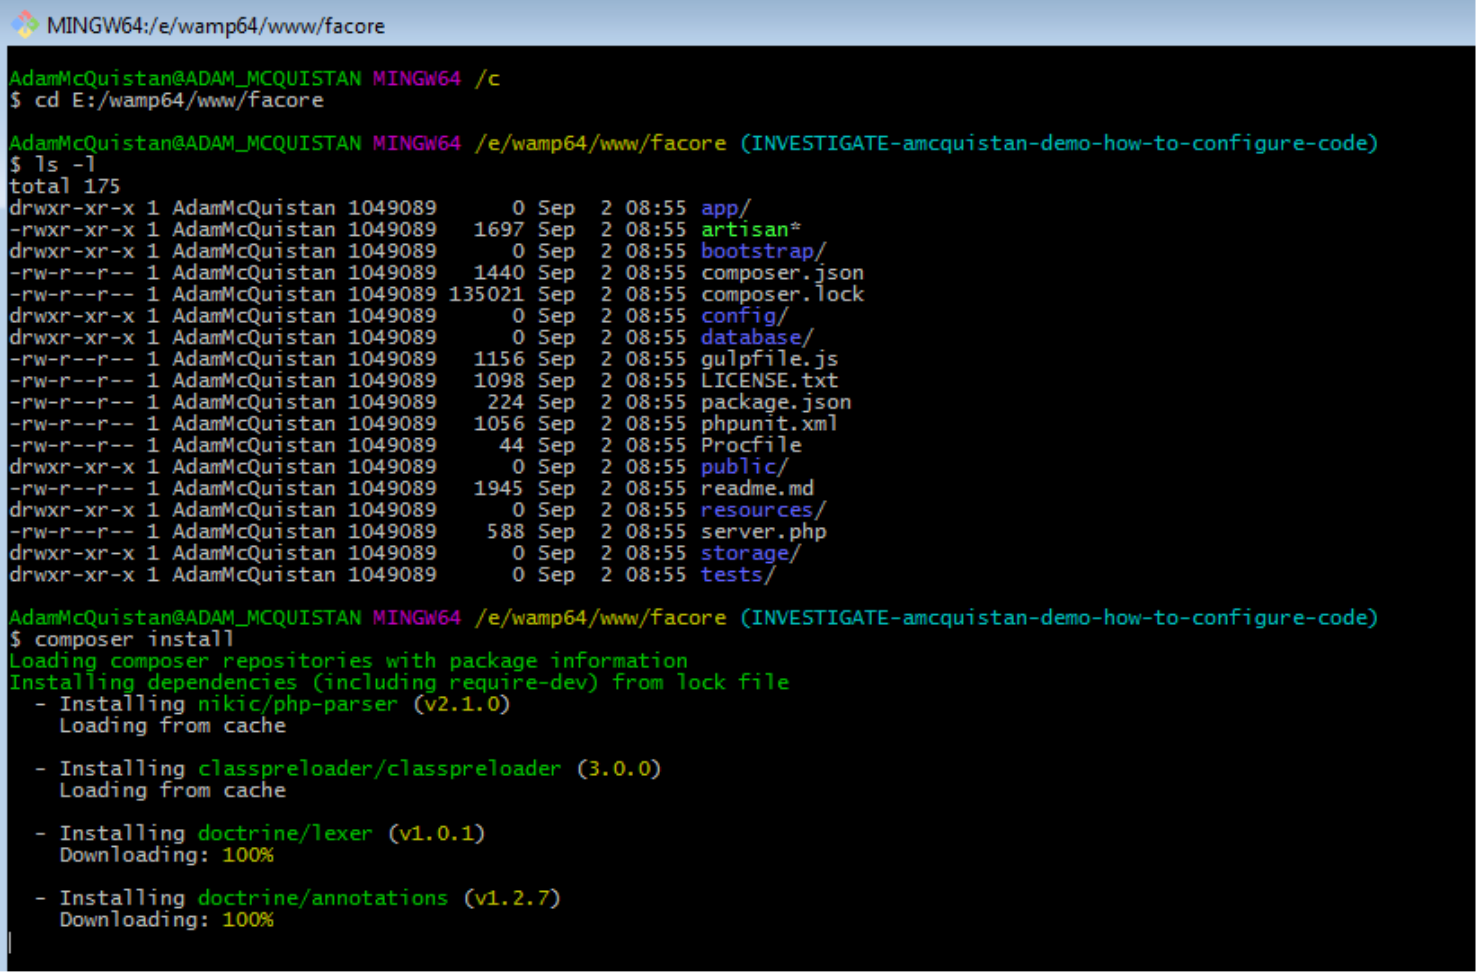 MINGW64:/e/wamp64/www/facore
AdamMcQuistan@ADAM_MCQUISTAN MINGW64 /c
$ cd E:/wamp64/www/facore
AdamMcQuistan@ADAM_MCQUISTAN MINGW64 /e/wamp64/www/facore (INVESTIGATE-amcquistan-demo-how-to-configure-code)
$ ls -l
total 175
drwxr-xr-x 1 AdamMcQuistan 1049089      0 Sep  2 08:55 app/
-rwxr-xr-x 1 AdamMcQuistan 1049089   1697 Sep  2 08:55 artisan*
drwxr-xr-x 1 AdamMcQuistan 1049089      0 Sep  2 08:55 bootstrap/
-rw-r--r-- 1 AdamMcQuistan 1049089   1440 Sep  2 08:55 composer.json
-rw-r--r-- 1 AdamMcQuistan 1049089 135021 Sep  2 08:55 composer.lock
drwxr-xr-x 1 AdamMcQuistan 1049089      0 Sep  2 08:55 config/
drwxr-xr-x 1 AdamMcQuistan 1049089      0 Sep  2 08:55 database/
-rw-r--r-- 1 AdamMcQuistan 1049089   1156 Sep  2 08:55 gulpfile.js
-rw-r--r-- 1 AdamMcQuistan 1049089   1098 Sep  2 08:55 LICENSE.txt
-rw-r--r-- 1 AdamMcQuistan 1049089    224 Sep  2 08:55 package.json
-rw-r--r-- 1 AdamMcQuistan 1049089   1056 Sep  2 08:55 phpunit.xml
-rw-r--r-- 1 AdamMcQuistan 1049089     44 Sep  2 08:55 Procfile
drwxr-xr-x 1 AdamMcQuistan 1049089      0 Sep  2 08:55 public/
-rw-r--r-- 1 AdamMcQuistan 1049089   1945 Sep  2 08:55 readme.md
drwxr-xr-x 1 AdamMcQuistan 1049089      0 Sep  2 08:55 resources/
-rw-r--r-- 1 AdamMcQuistan 1049089    588 Sep  2 08:55 server.php
drwxr-xr-x 1 AdamMcQuistan 1049089      0 Sep  2 08:55 storage/
drwxr-xr-x 1 AdamMcQuistan 1049089      0 Sep  2 08:55 tests/
AdamMcQuistan@ADAM_MCQUISTAN MINGW64 /e/wamp64/www/facore (INVESTIGATE-amcquistan-demo-how-to-configure-code)
$ composer install
Loading composer repositories with package information
Installing dependencies (including require-dev) from lock file
  - Installing nikic/php-parser (v2.1.0)
    Loading from cache
  - Installing classpreloader/classpreloader (3.0.0)
    Loading from cache
  - Installing doctrine/lexer (v1.0.1)
    Downloading: 100%
  - Installing doctrine/annotations (v1.2.7)
    Downloading: 100%